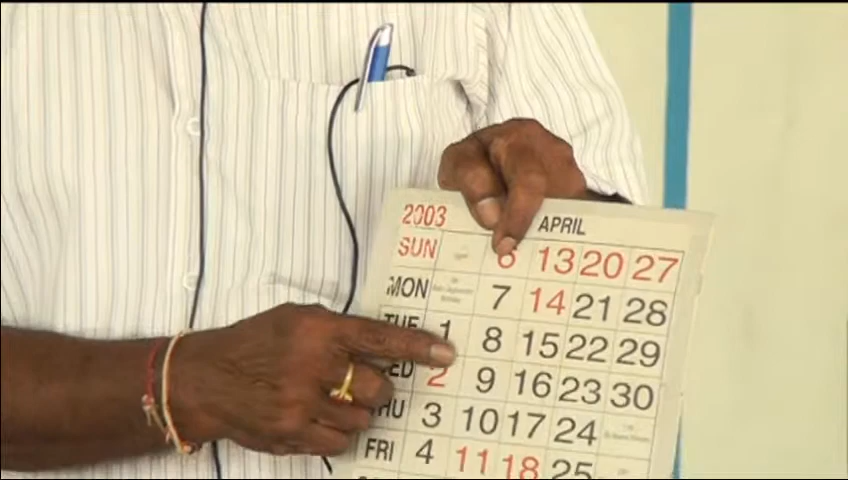 2003 APRIL
SUN 6 13 20 27
MON 7 14 21 28
TUE 1 8 15 22 29
WED 2 9 16 23 30
THU 3 10 17 24
FRI 4 11 18 25